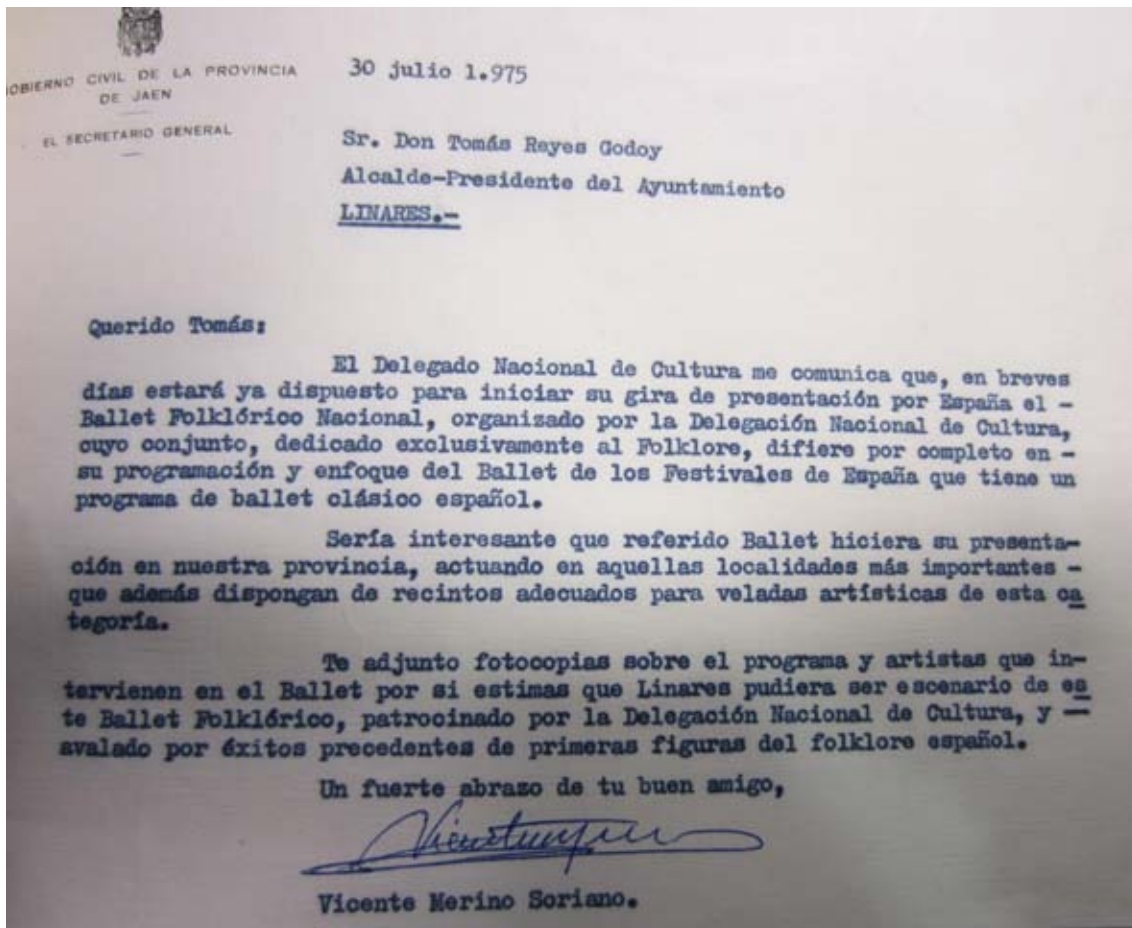 GOBIERNO CIVIL DE LA PROVINCIA
DE JAEN
EL SECRETARIO GENERAL
30 julio 1.975
Sr. Don Tomás Reyes Godoy
Alcalde-Presidente del Ayuntamiento
LINARES.-
Querido Tomás:
El Delegado Nacional de Cultura me comunica que, en breves
días estará ya dispuesto para iniciar su gira de presentación por España el -
Ballet Folklórico Nacional, organizado por la Delegación Nacional de Cultura,
cuyo conjunto, dedicado exclusivamente al Folklore, difiere por completo en -
su programación y enfoque del Ballet de los Festivales de España que tiene un
programa de ballet clásico español.
Sería interesante que referido Ballet hiciera su presenta-
ción en nuestra provincia, actuando en aquellas localidades más importantes -
que además dispongan de recintos adecuados para veladas artísticas de esta ca
tegoría.
Te adjunto fotocopias sobre el programa y artistas que in-
tervienen en el Ballet por si estimas que Linares pudiera ser escenario de es
te Ballet Folklórico, patrocinado por la Delegación Nacional de Cultura, y —
avalado por éxitos precedentes de primeras figuras del folklore español.
Un fuerte abrazo de tu buen amigo,
Vicente Merino Soriano.